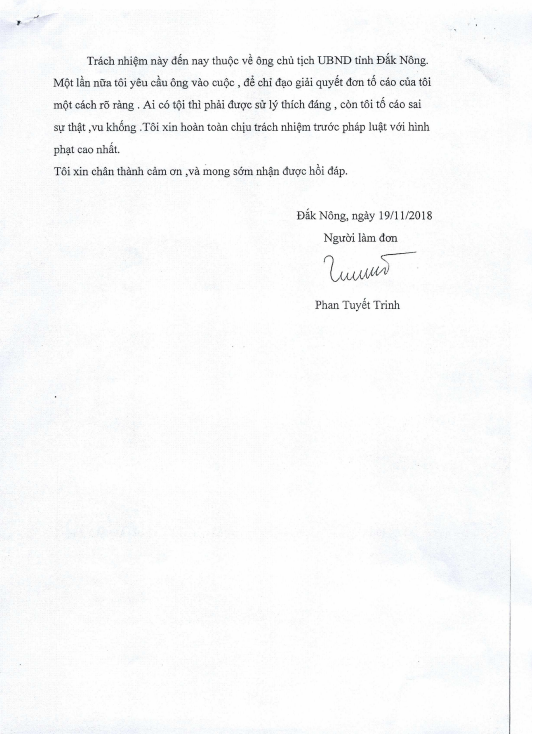 Trách nhiệm này đến nay thuộc về ông chủ tịch UBND tỉnh Đắk Nông.
Một lần nữa tôi yêu cầu ông vào cuộc , để chỉ đạo giải quyết đơn tố cáo của tôi
một cách rõ ràng . Ai có tội thì phải được sử lý thích đáng , còn tôi tố cáo sai
sự thật ,vu khống .Tôi xin hoàn toàn chịu trách nhiệm trước pháp luật với hình
phạt cao nhất.
Tôi xin chân thành cảm ơn ,và mong sớm nhận được hồi đáp.
Đắk Nông, ngày 19/11/2018
Người làm đơn
Phan Tuyết Trinh